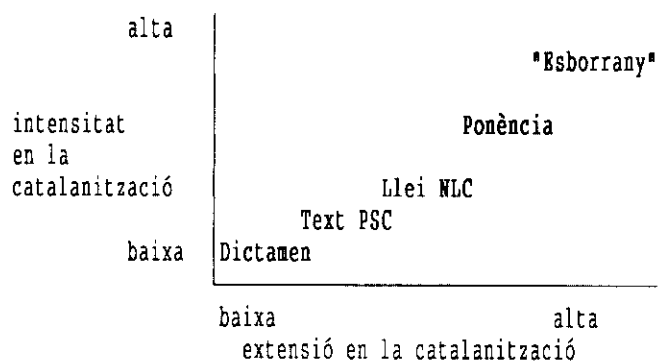 alta
"Esborrany"
intensitat
Ponència
en la
catalanització
Llei NLC
Text PSC
baixa
Dictamen
baixa
alta
extensió en la catalanització